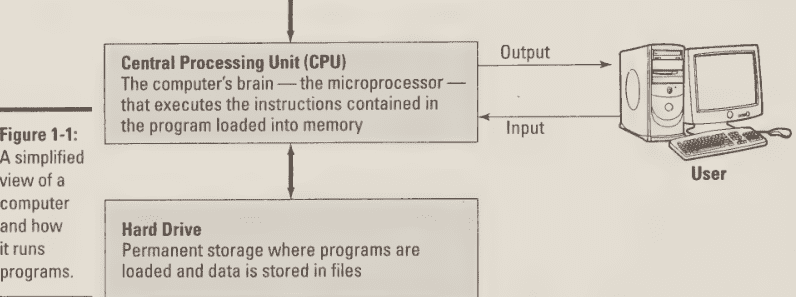 Central Processing Unit (CPU)
The computer's brain — the microprocessor —
that executes the instructions contained in
the program loaded into memory
Output
Input
User
Figure 1-1:
A simplified
view of a
computer
and how
it runs
programs.
Hard Drive
Permanent storage where programs are
loaded and data is stored in files